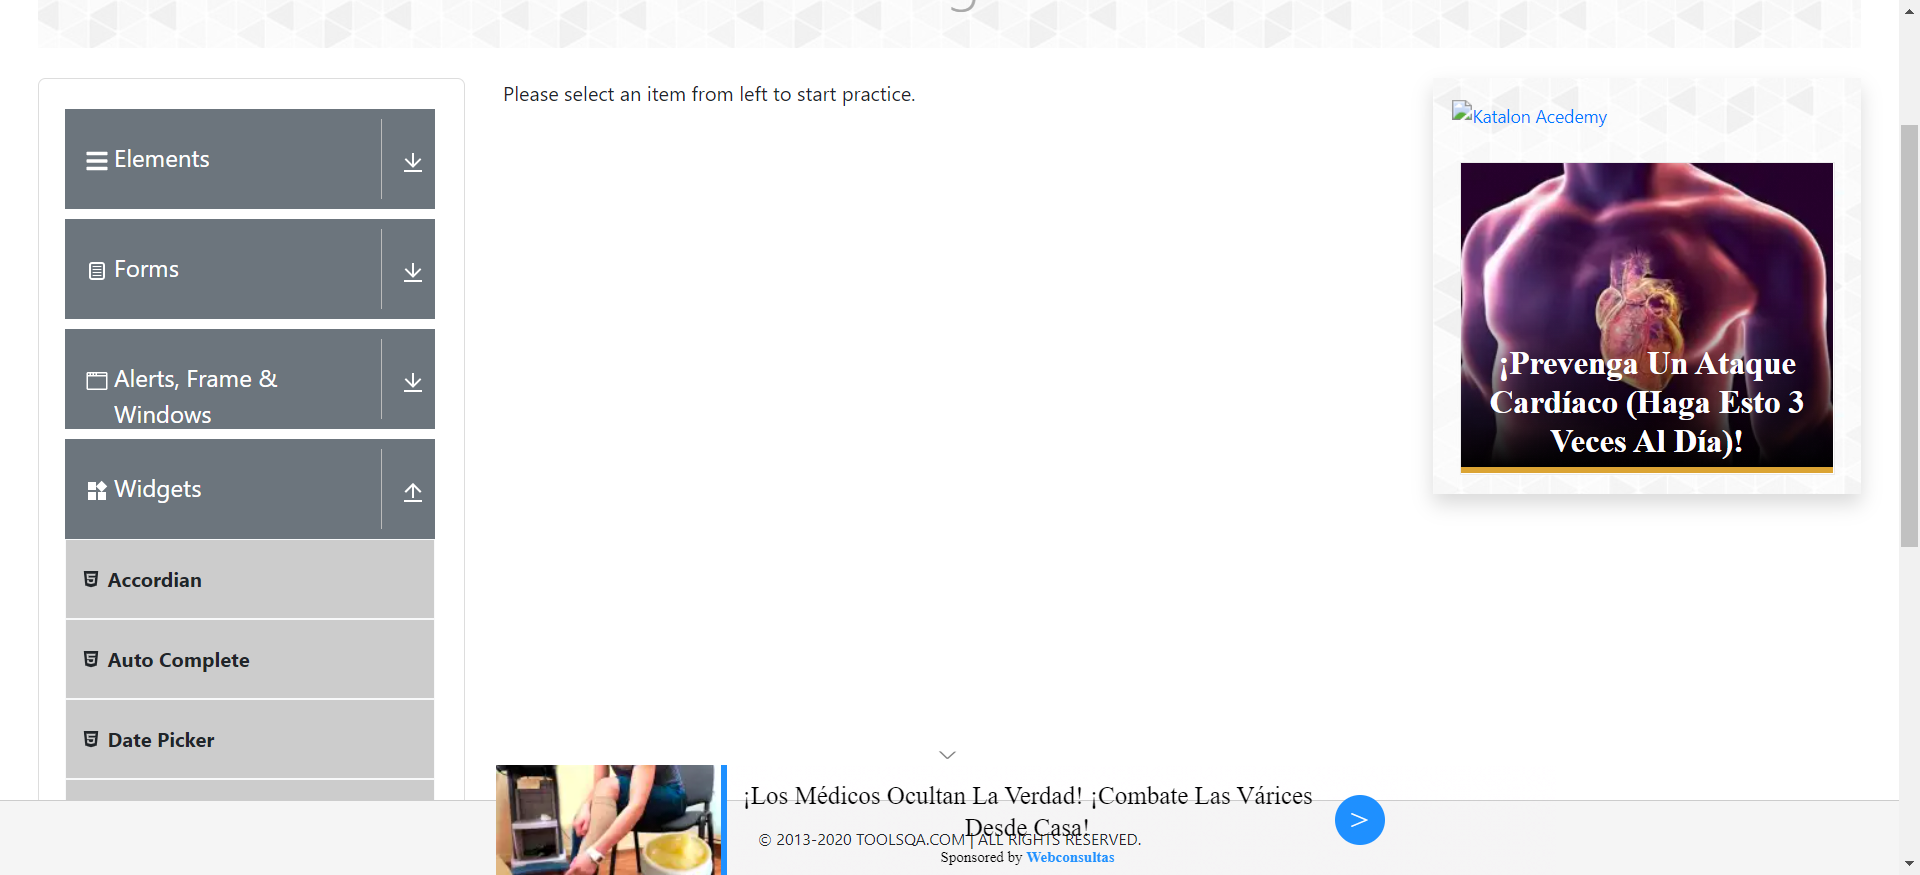 Please select an item from left to start practice.
Elements
Forms
Alerts, Frame &
Windows
Widgets
Accordian
Auto Complete
Date Picker
Katalon Acedemy
¡Prevenga Un Ataque
Cardíaco (Haga Esto 3
Veces Al Día)!
¡Los Médicos Ocultan La Verdad! ¡Combate Las Várices
Desde Casa!
© 2013-2020 TOOLSQA.COM | ALL RIGHTS RESERVED.
Sponsored by Webconsultas